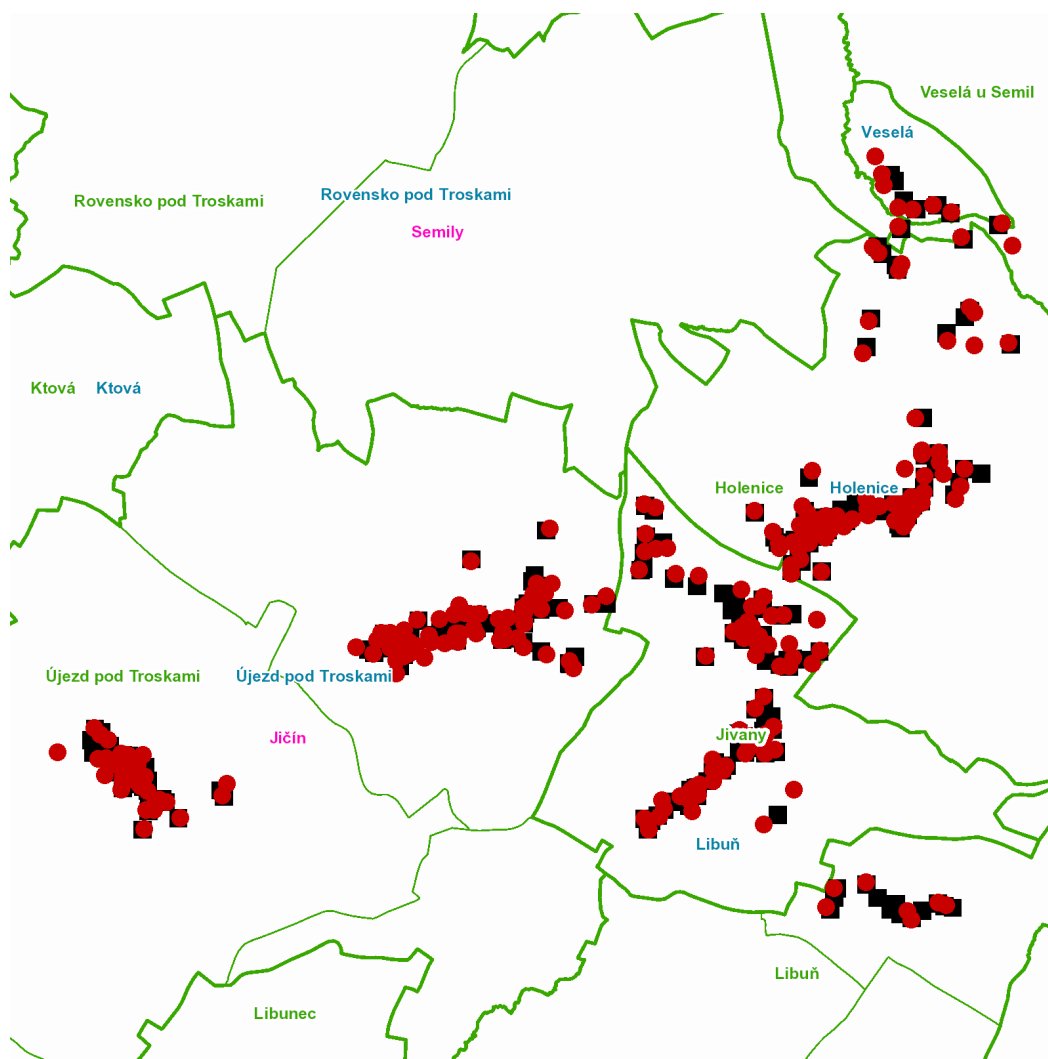 Veselá u Semil
Veselá
Rovensko pod Troskami
Rovensko pod Troskami
Semily
Ktová
Ktová
Holenice
Holenice
Újezd pod Troskami
Újezd pod Troskami
Jičín
Jivany
Libuň
Libuň
Libunec